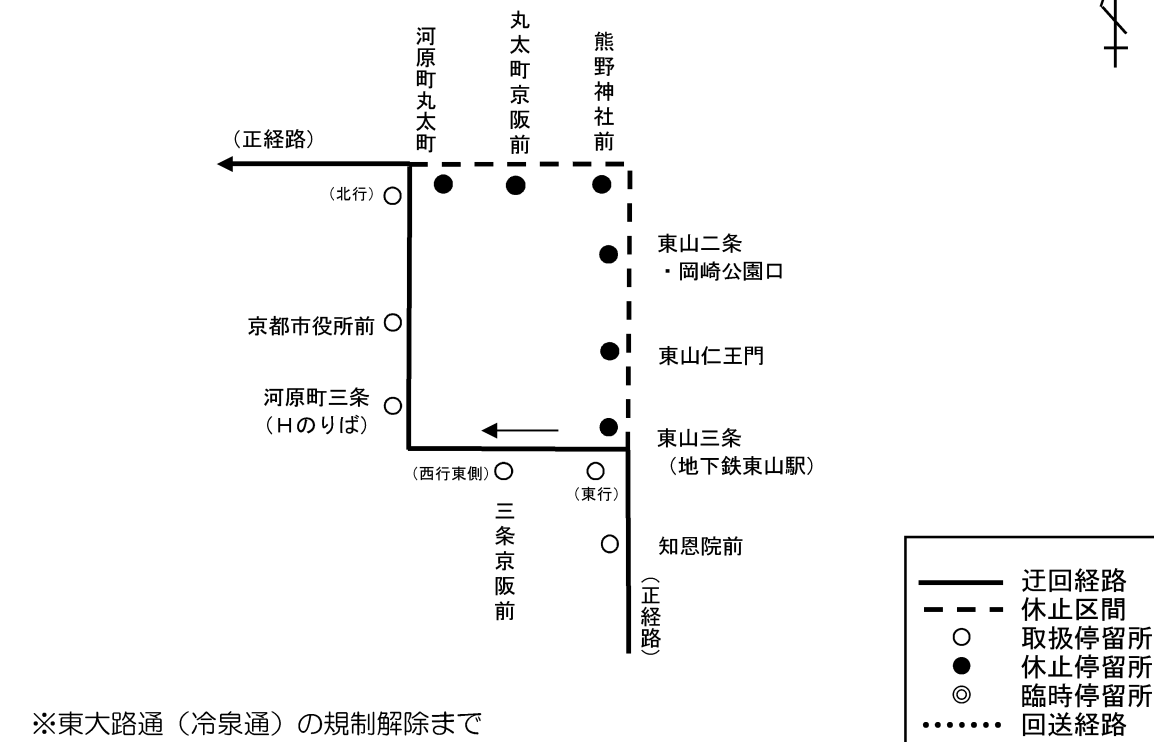 河原町丸太町
丸太町京阪前
熊野神社前
(正経路)
(北行)
東山二条
・岡崎公園口
京都市役所前
東山仁王門
河原町三条
(Hのりば)
東山三条
(地下鉄東山駅)
(西行東側)
(東行)
三条京阪前
知恩院前
(正経路)
迂回経路
休止区間
取扱停留所
休止停留所
臨時停留所
回送経路
※東大路通（冷泉通）の規制解除まで